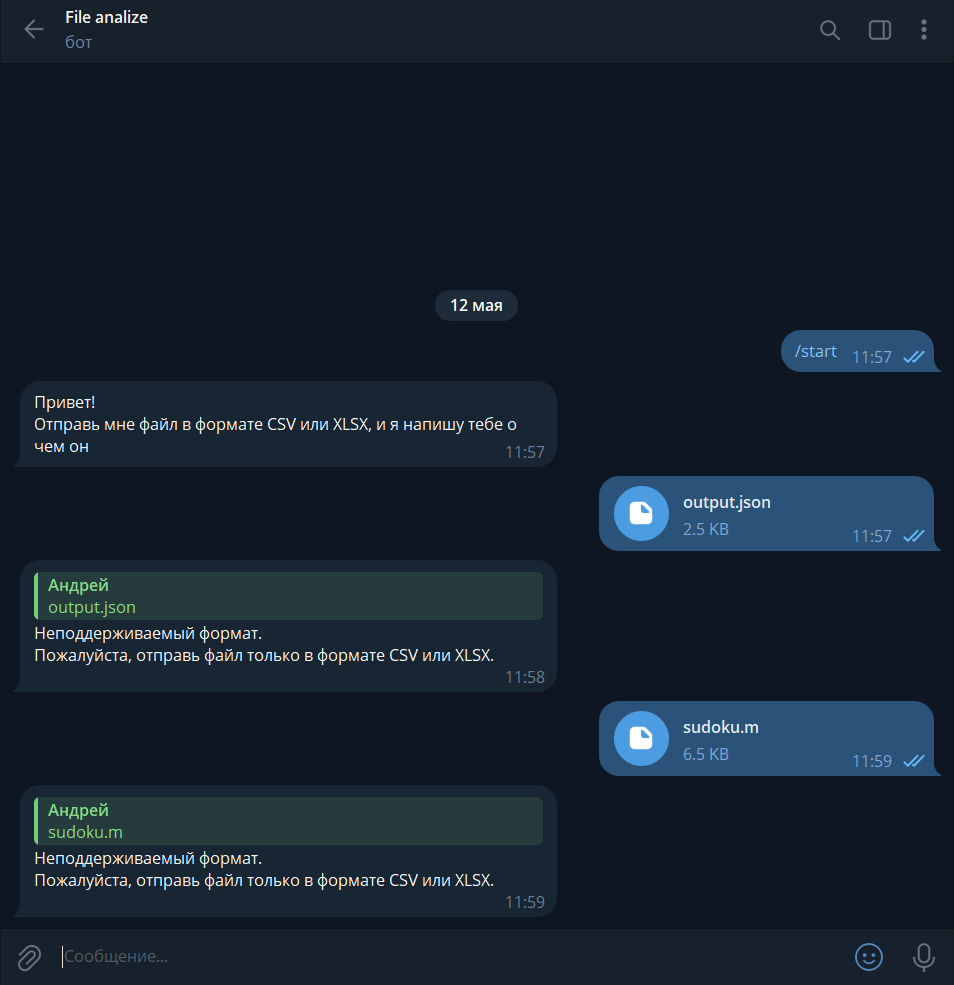 File analize
бот
12 мая
/start 11:57
Привет!
Отправь мне файл в формате CSV или XLSX, и я напишу тебе о
чем он
11:57
output.json
2.5 KB
11:57
Андрей
output.json
Неподдерживаемый формат.
Пожалуйста, отправь файл только в формате CSV или XLSX.
11:58
sudoku.m
6.5 KB
11:59
Андрей
sudoku.m
Неподдерживаемый формат.
Пожалуйста, отправь файл только в формате CSV или XLSX.
11:59
Сообщение...